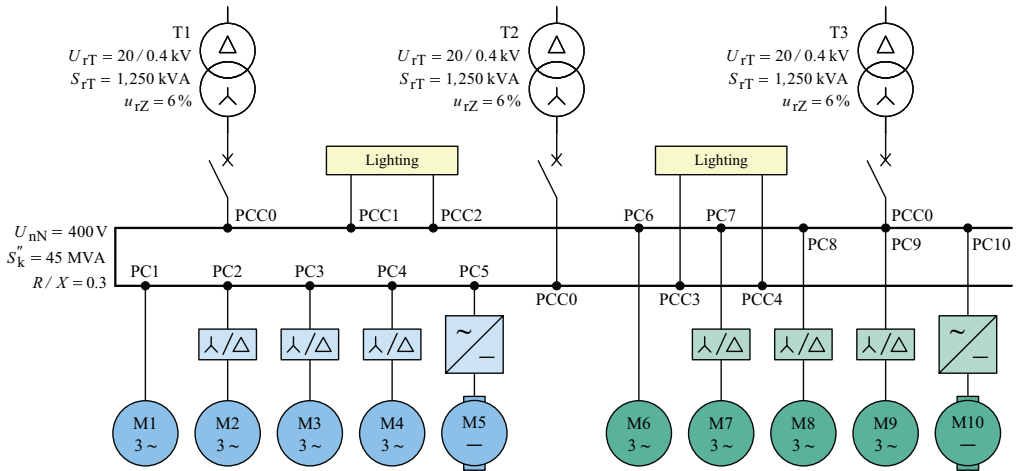 T1
U_rT = 20 / 0.4 kV
S_rT = 1,250 kVA
u_rZ = 6 %
T2
U_rT = 20 / 0.4 kV
S_rT = 1,250 kVA
u_rZ = 6 %
T3
U_rT = 20 / 0.4 kV
S_rT = 1,250 kVA
u_rZ = 6 %
Lighting
Lighting
PCC0
PCC1
PCC2
PC6
PC7
PCC0
U_nN = 400 V
S″_k = 45 MVA
R / X = 0.3
PC8
PC9
PC10
PC1
PC2
PC3
PC4
PC5
PCC0
PCC3
PCC4
M1
3 ~
M2
3 ~
M3
3 ~
M4
3 ~
M5
M6
3 ~
M7
3 ~
M8
3 ~
M9
3 ~
M10